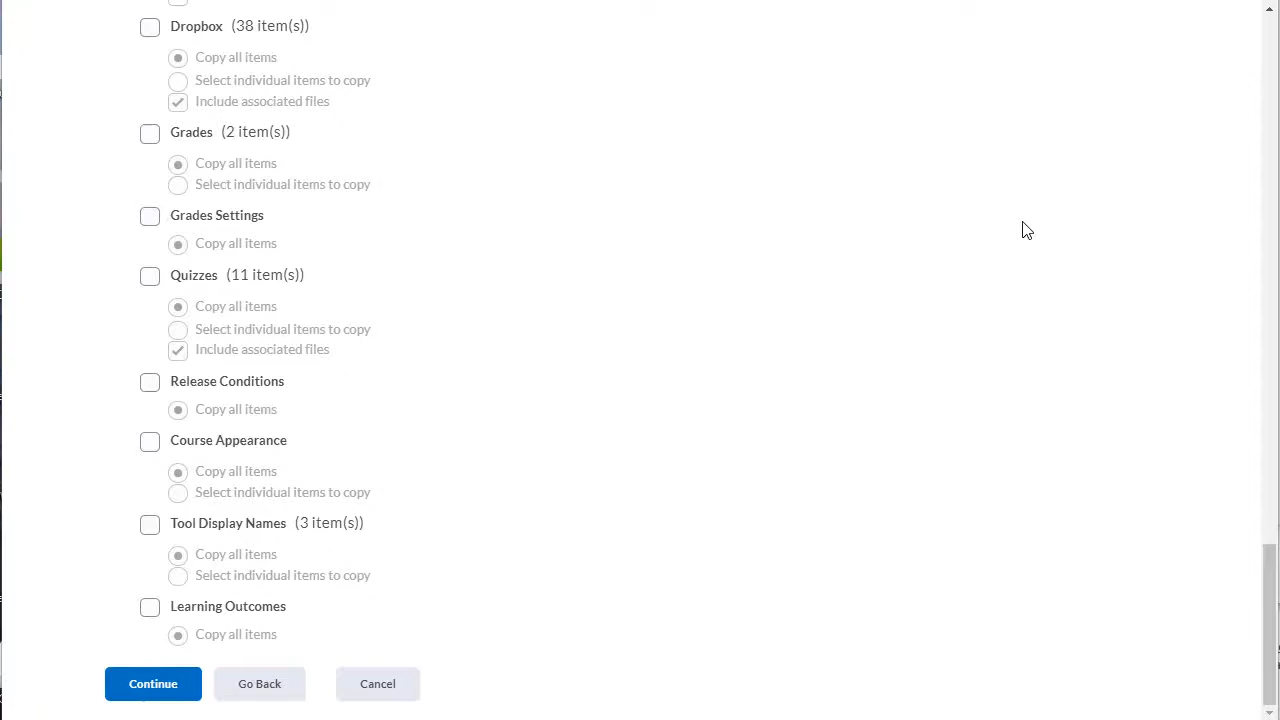 Dropbox (38 item(s))
Copy all items
Select individual items to copy
Include associated files
Grades (2 item(s))
Copy all items
Select individual items to copy
Grades Settings
Copy all items
Quizzes (11 item(s))
Copy all items
Select individual items to copy
Include associated files
Release Conditions
Copy all items
Course Appearance
Copy all items
Select individual items to copy
Tool Display Names (3 item(s))
Copy all items
Select individual items to copy
Learning Outcomes
Copy all items
Continue Go Back Cancel